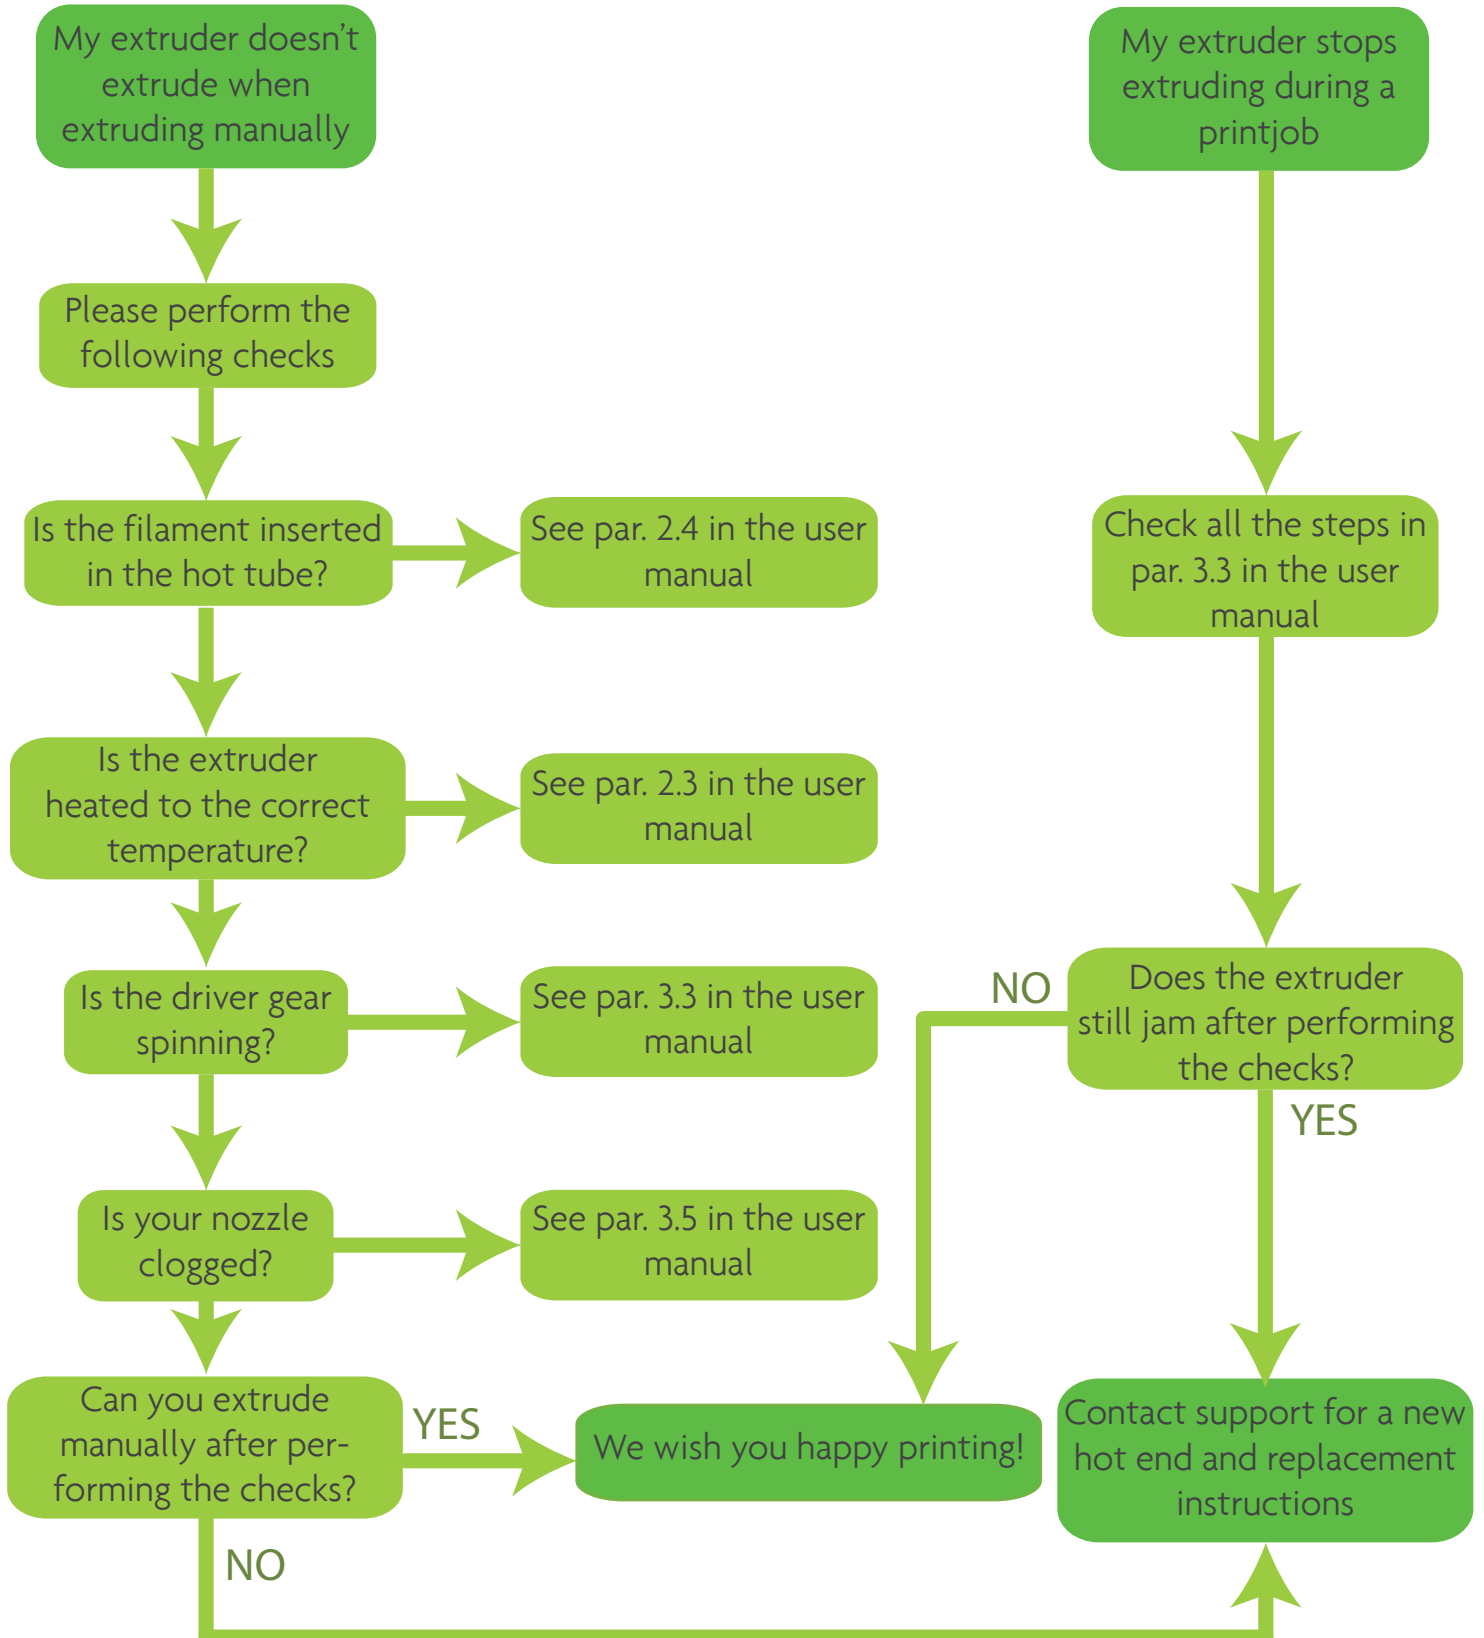 My extruder doesn't
extrude when
extruding manually
My extruder stops
extruding during a
printjob
Please perform the
following checks
Is the filament inserted
in the hot tube?
See par. 2.4 in the user
manual
Check all the steps in
par. 3.3 in the user
manual
Is the extruder
heated to the correct
temperature?
See par. 2.3 in the user
manual
Is the driver gear
spinning?
See par. 3.3 in the user
manual
NO
Does the extruder
still jam after performing
the checks?
YES
Is your nozzle
clogged?
See par. 3.5 in the user
manual
Can you extrude
manually after per-
forming the checks?
YES
We wish you happy printing!
Contact support for a new
hot end and replacement
instructions
NO